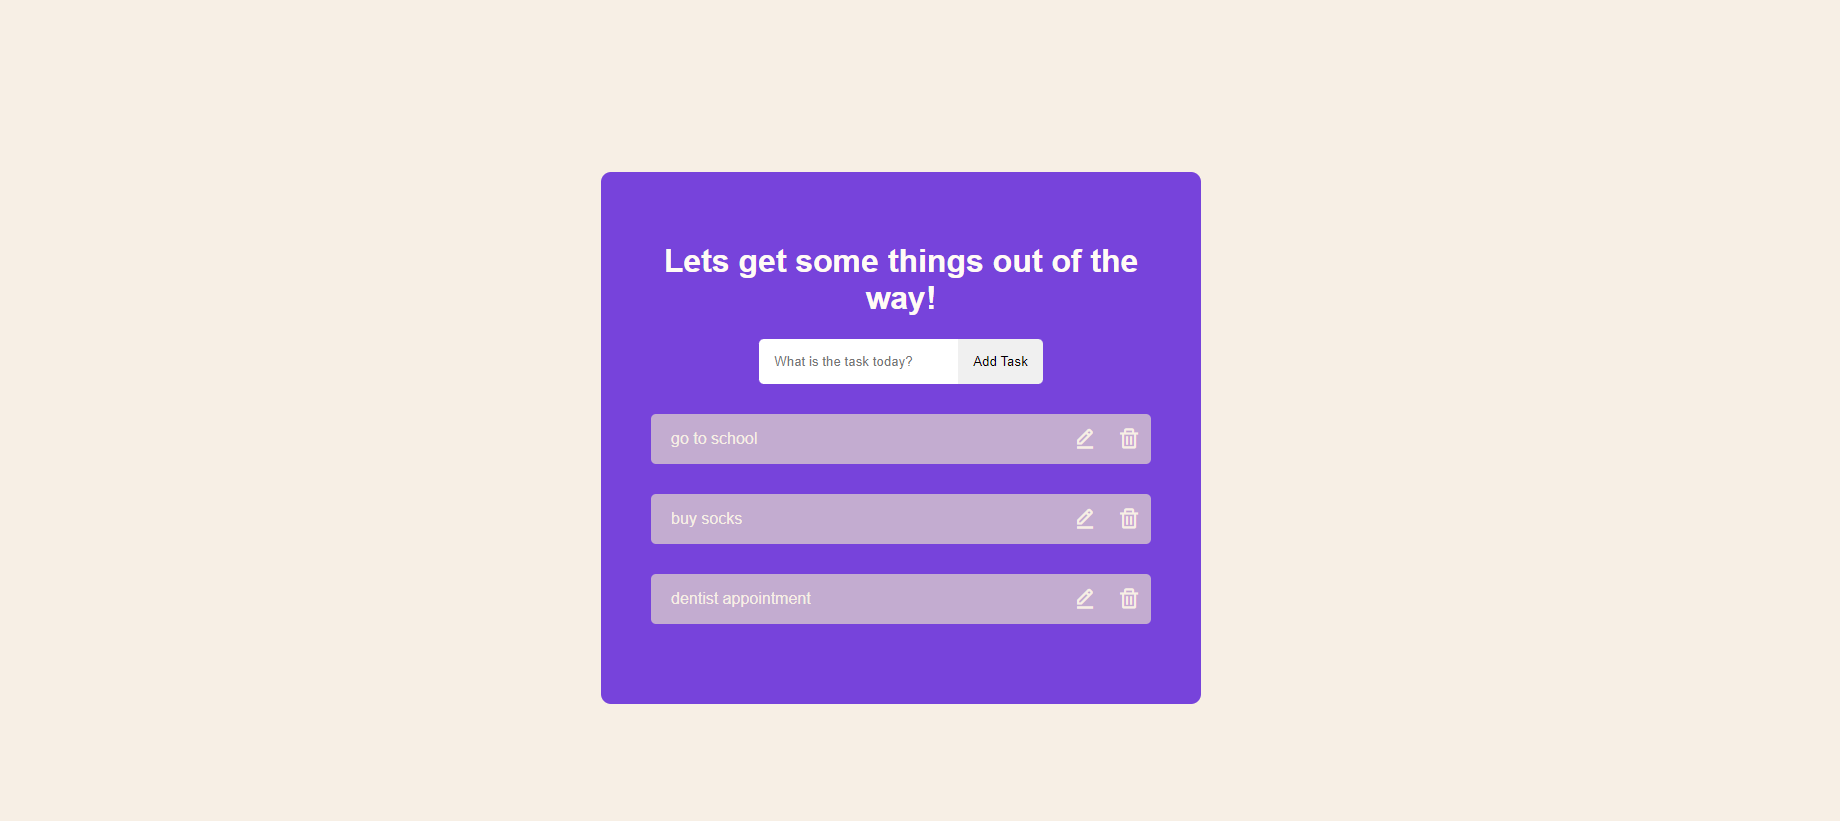 Lets get some things out of the
way!
What is the task today?
Add Task
go to school
buy socks
dentist appointment